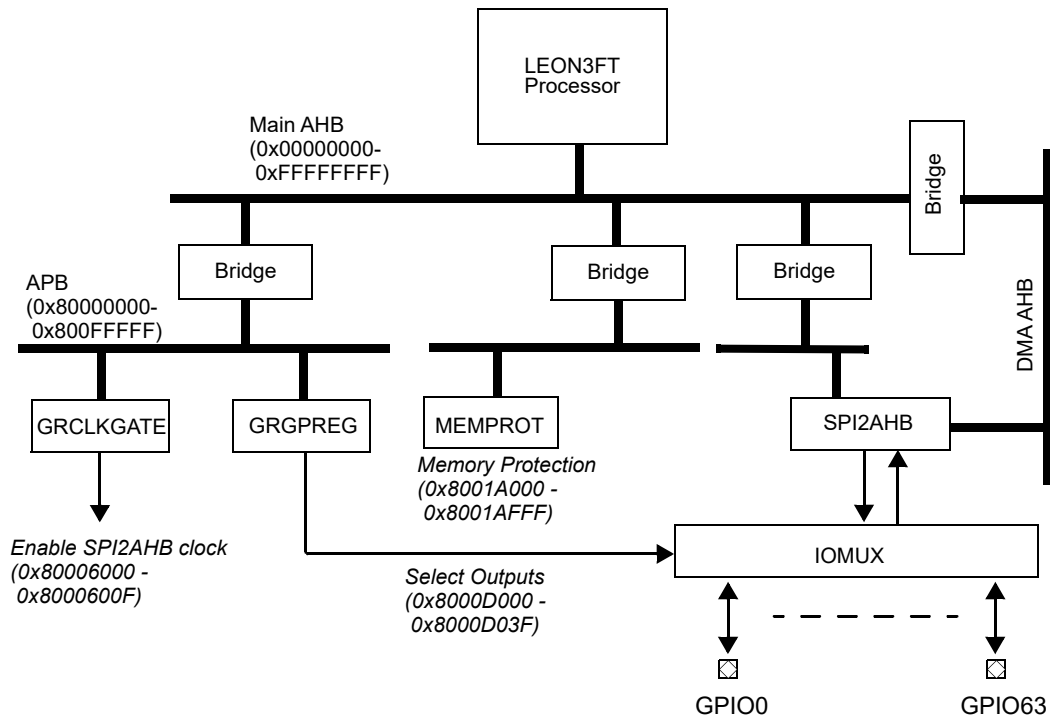 LEON3FT
Processor
Main AHB
(0x00000000-
0xFFFFFFFF)
Bridge
Bridge
Bridge
Bridge
APB
(0x80000000-
0x800FFFFF)
DMA AHB
GRCLKGATE
GRGPREG
MEMPROT
SPI2AHB
Memory Protection
(0x8001A000 -
0x8001AFFF)
Enable SPI2AHB clock
(0x80006000 -
0x8000600F)
IOMUX
Select Outputs
(0x8000D000 -
0x8000D03F)
GPIO0
GPIO63